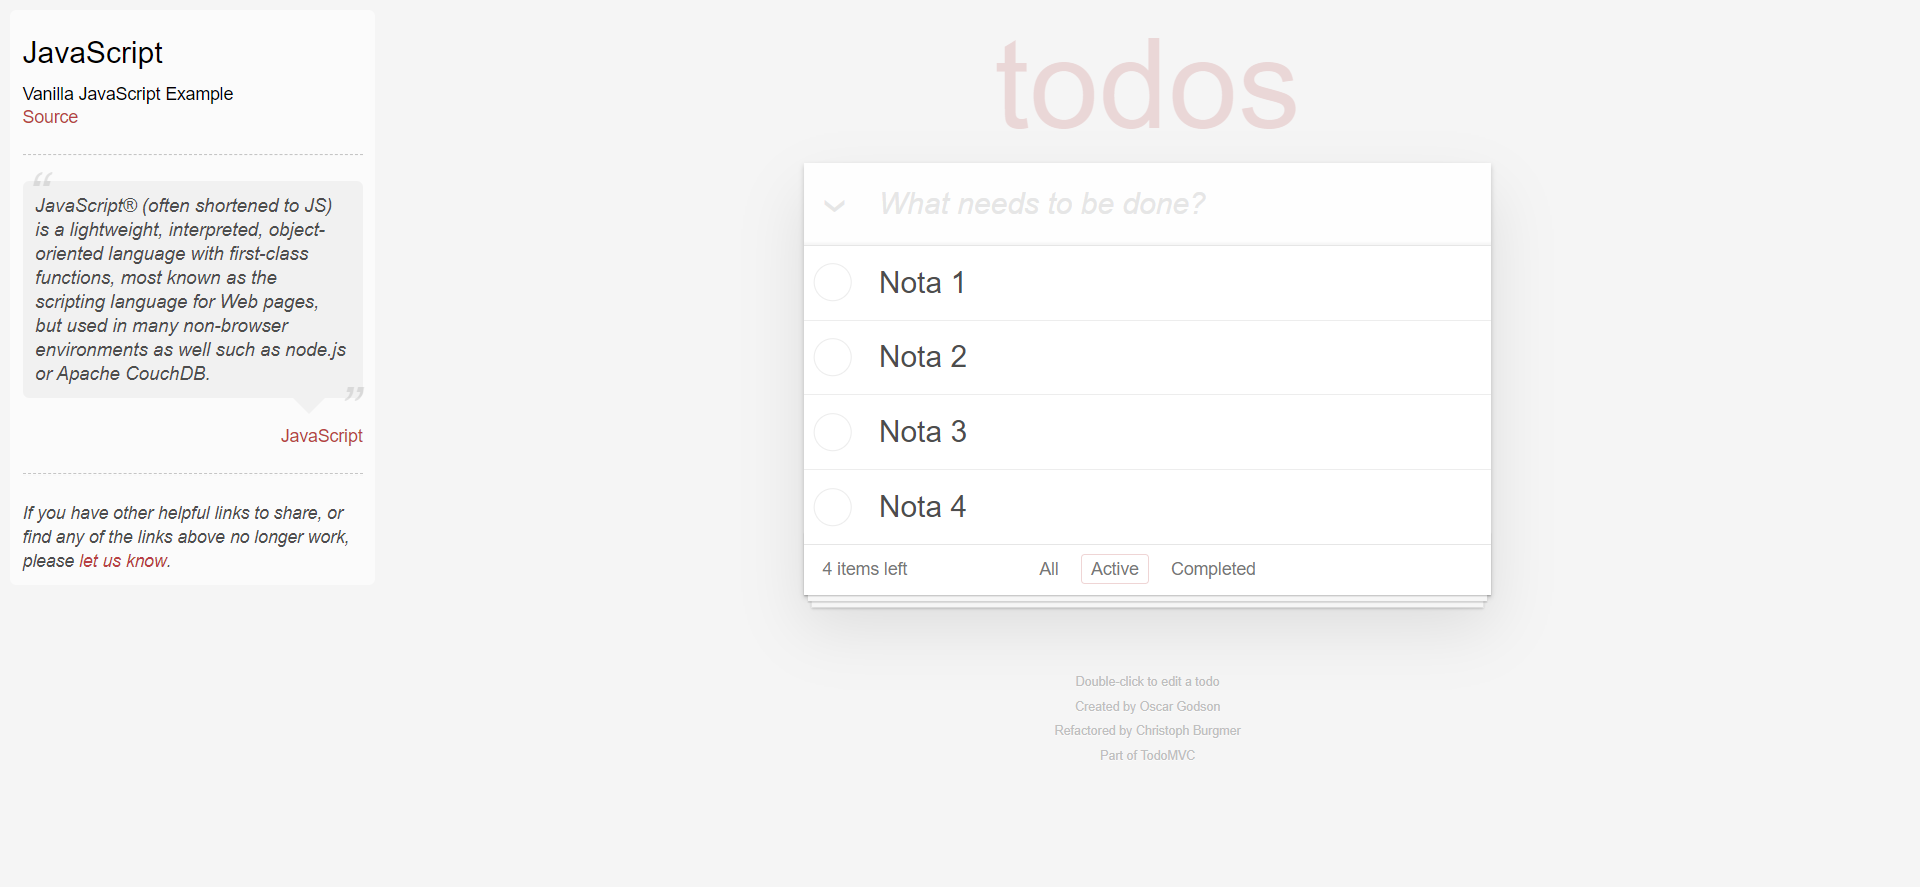 JavaScript
Vanilla JavaScript Example
Source
“
JavaScript® (often shortened to JS)
is a lightweight, interpreted, object-
oriented language with first-class
functions, most known as the
scripting language for Web pages,
but used in many non-browser
environments as well such as node.js
or Apache CouchDB.
”
JavaScript
If you have other helpful links to share, or
find any of the links above no longer work,
please let us know.
todos
What needs to be done?
Nota 1
Nota 2
Nota 3
Nota 4
4 items left All Active Completed
Double-click to edit a todo
Created by Oscar Godson
Refactored by Christoph Burgmer
Part of TodoMVC